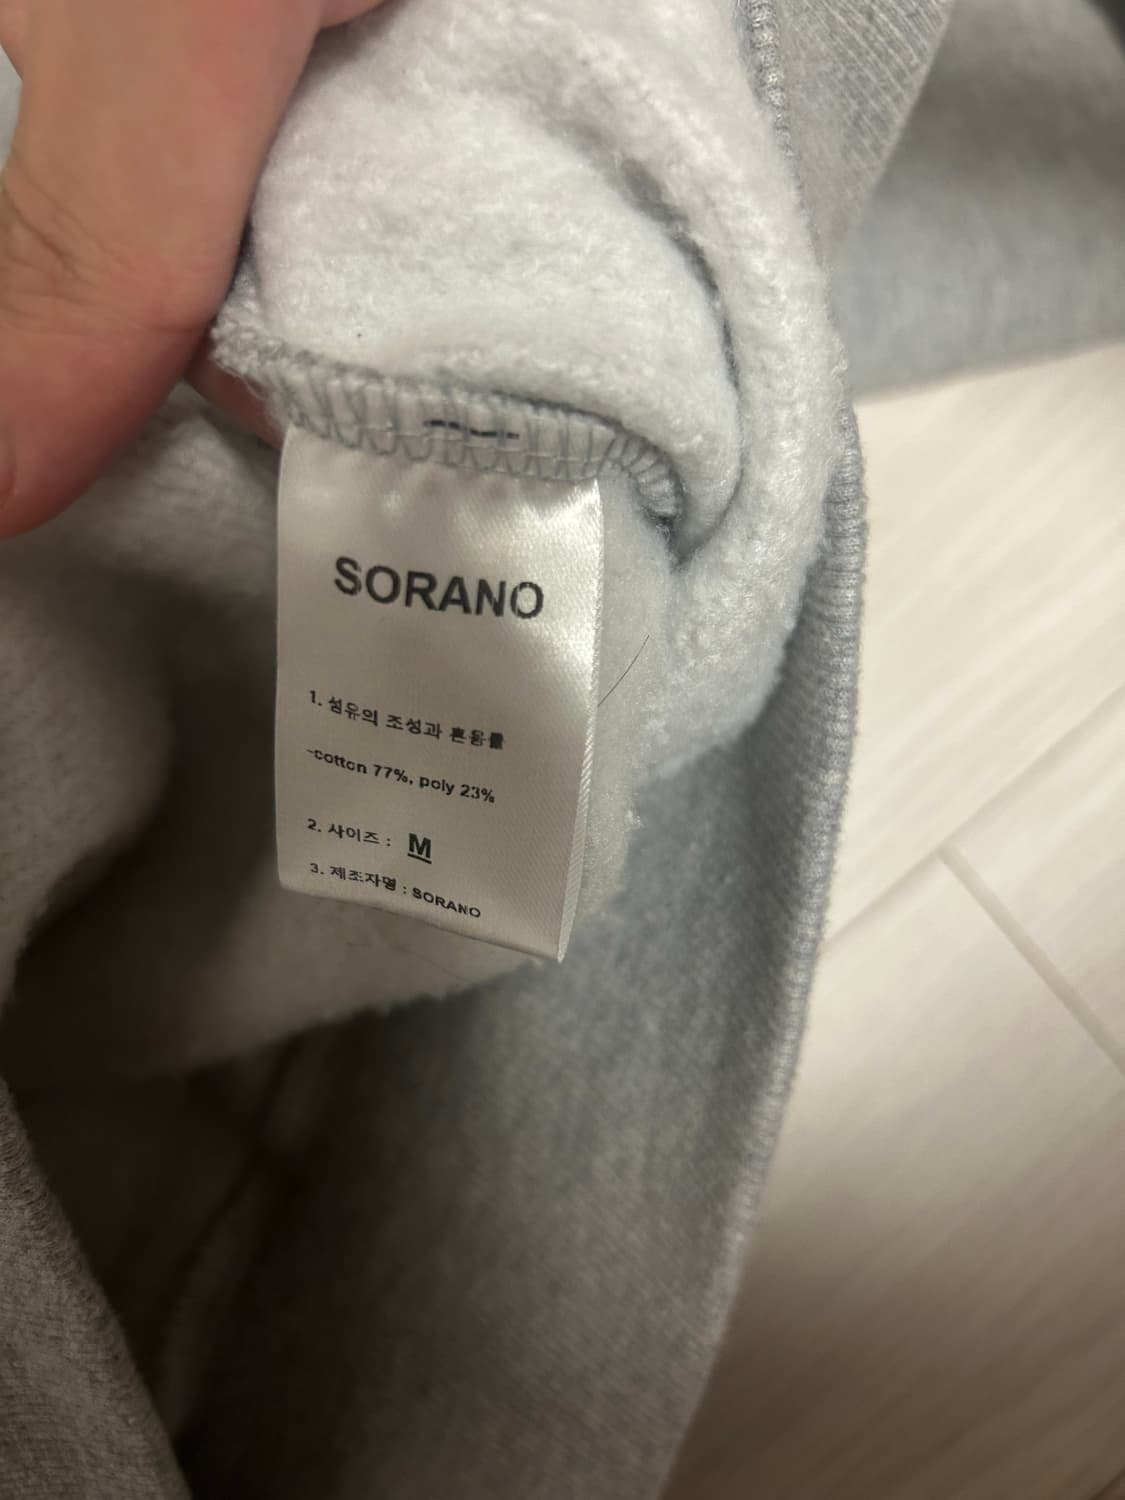 SORANO
1. 섬유의 조성과 혼용률
-cotton 77%, poly 23%
2. 사이즈 : M
3. 제조자명 : SORANO